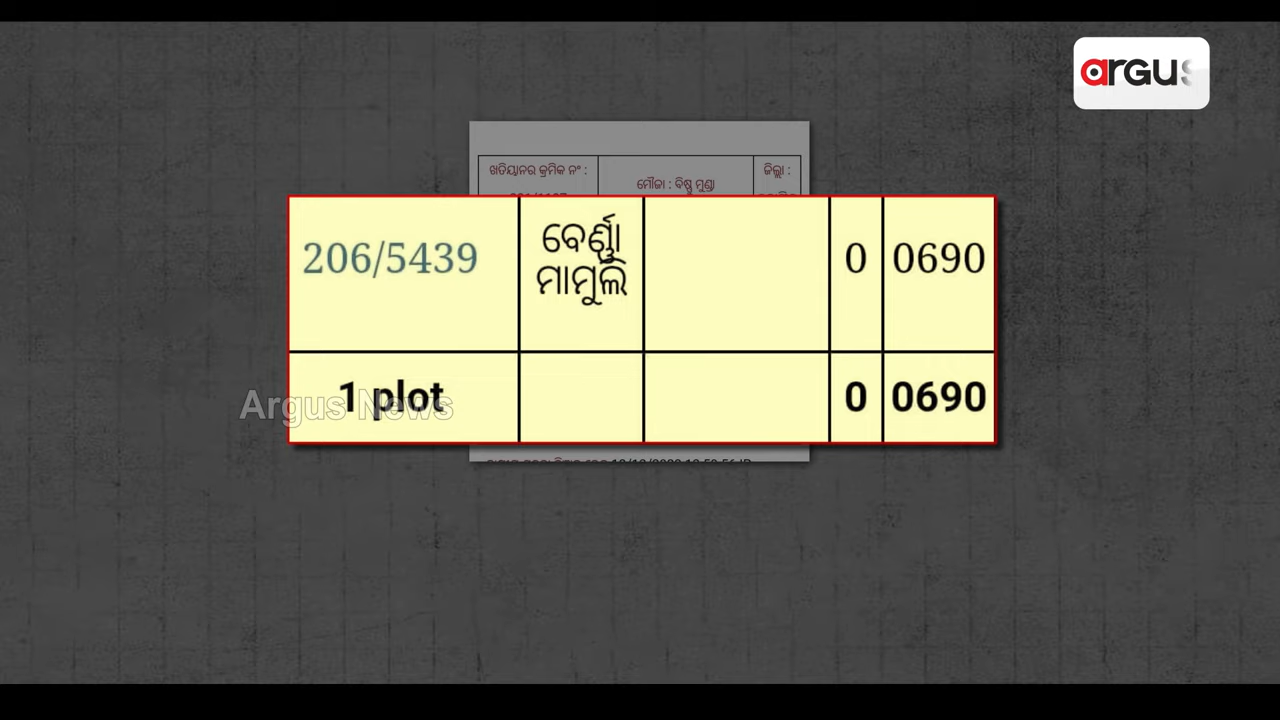 argus
ଖତିୟାନର କ୍ରମିକ ନଂ :
ମୌଜା : ବିଷ୍ଣୁ ମୁଣ୍ଡା
ଜିଲ୍ଲା :
206/5439
ବେର୍ଣ୍ଣା
ମାମୁଲି
0
0690
1 plot
0
0690
Argus News